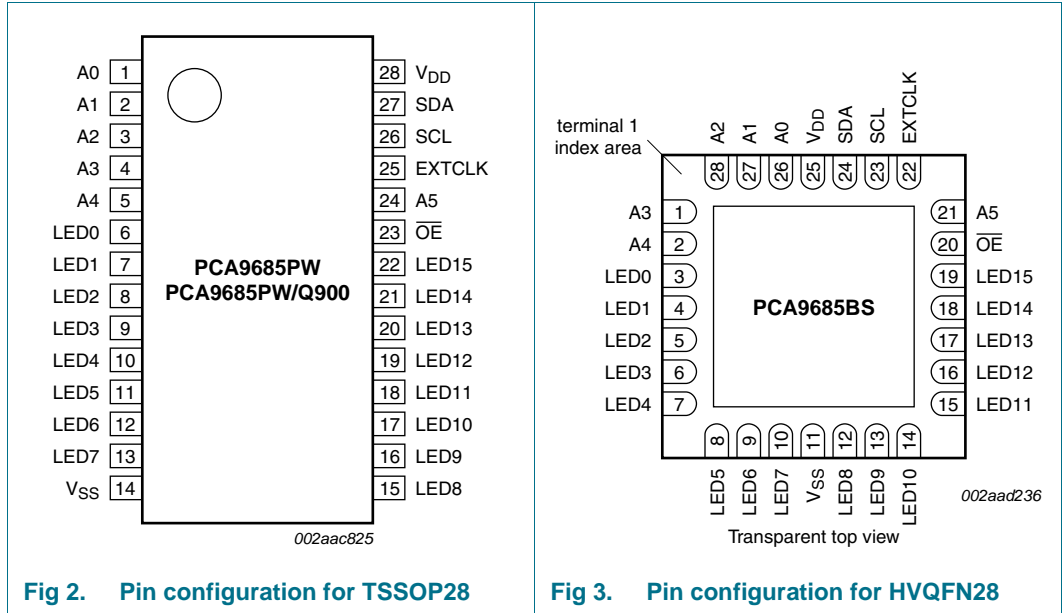 A0 1
A1 2
A2 3
A3 4
A4 5
LED0 6
LED1 7
LED2 8
LED3 9
LED4 10
LED5 11
LED6 12
LED7 13
VSS 14
PCA9685PW
PCA9685PW/Q900
28 VDD
27 SDA
26 SCL
25 EXTCLK
24 A5
23 OE
22 LED15
21 LED14
20 LED13
19 LED12
18 LED11
17 LED10
16 LED9
15 LED8
002aac825
Fig 2. Pin configuration for TSSOP28
terminal 1
index area
A2 A1 A0 VDD SDA SCL EXTCLK
28 27 26 25 24 23 22
A3 1
A4 2
LED0 3
LED1 4
LED2 5
LED3 6
LED4 7
PCA9685BS
21 A5
20 OE
19 LED15
18 LED14
17 LED13
16 LED12
15 LED11
8 9 10 11 12 13 14
LED5 LED6 LED7 VSS LED8 LED9 LED10
002aad236
Transparent top view
Fig 3. Pin configuration for HVQFN28